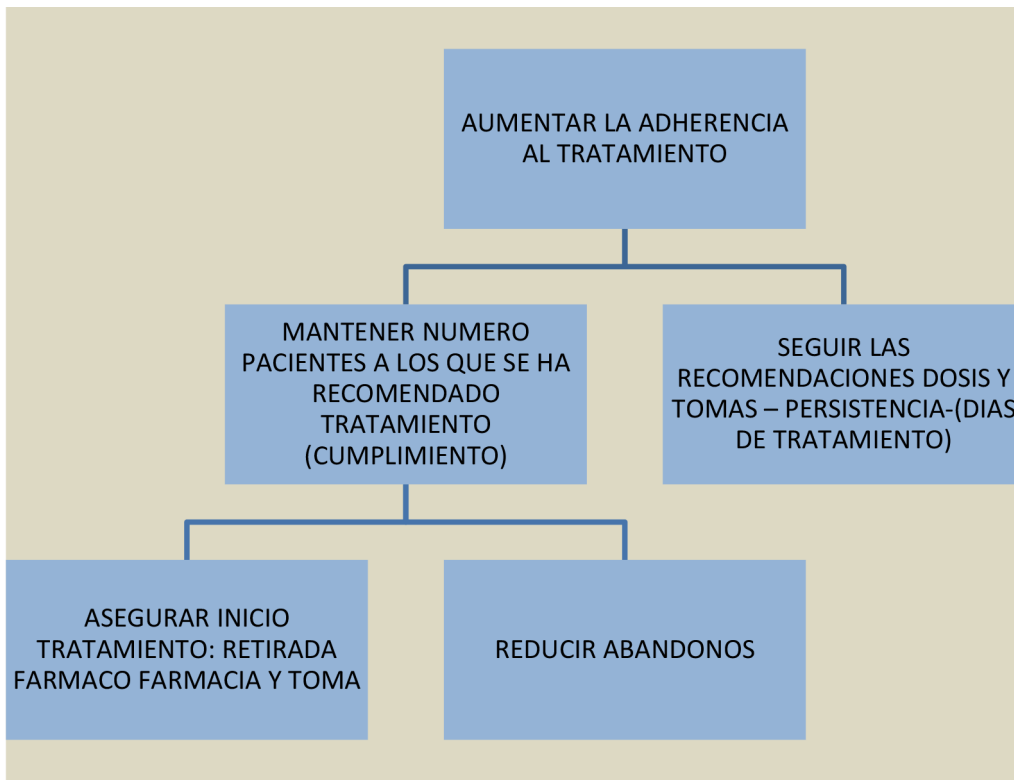 AUMENTAR LA ADHERENCIA
AL TRATAMIENTO
MANTENER NUMERO
PACIENTES A LOS QUE SE HA
RECOMENDADO
TRATAMIENTO
(CUMPLIMIENTO)
SEGUIR LAS
RECOMENDACIONES DOSIS Y
TOMAS – PERSISTENCIA-(DIAS
DE TRATAMIENTO)
ASEGURAR INICIO
TRATAMIENTO: RETIRADA
FARMACO FARMACIA Y TOMA
REDUCIR ABANDONOS